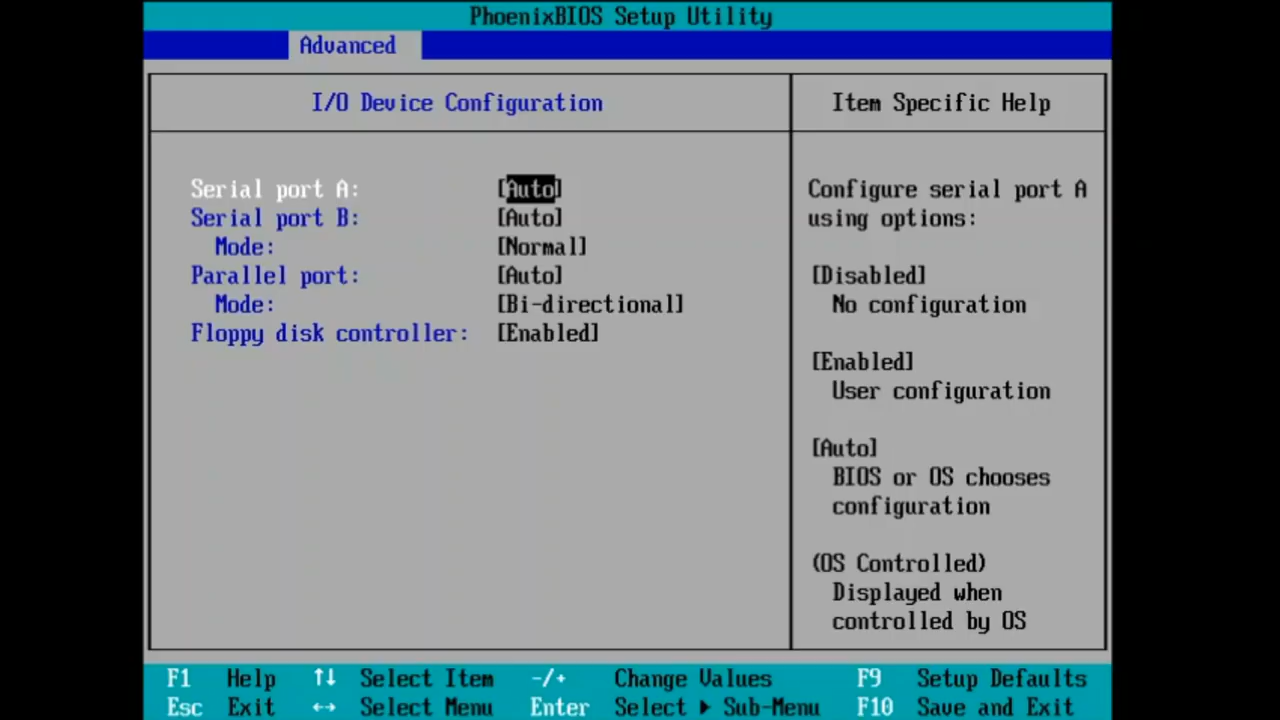 PhoenixBIOS Setup Utility
Advanced
I/O Device Configuration
Serial port A: [Auto]
Serial port B: [Auto]
Mode: [Normal]
Parallel port: [Auto]
Mode: [Bi-directional]
Floppy disk controller: [Enabled]
Item Specific Help
Configure serial port A
using options:
[Disabled]
No configuration
[Enabled]
User configuration
[Auto]
BIOS or OS chooses
configuration
(OS Controlled)
Displayed when
controlled by OS
F1 Help ↑↓ Select Item -/+ Change Values F9 Setup Defaults
Esc Exit ↔ Select Menu Enter Select ▶ Sub-Menu F10 Save and Exit